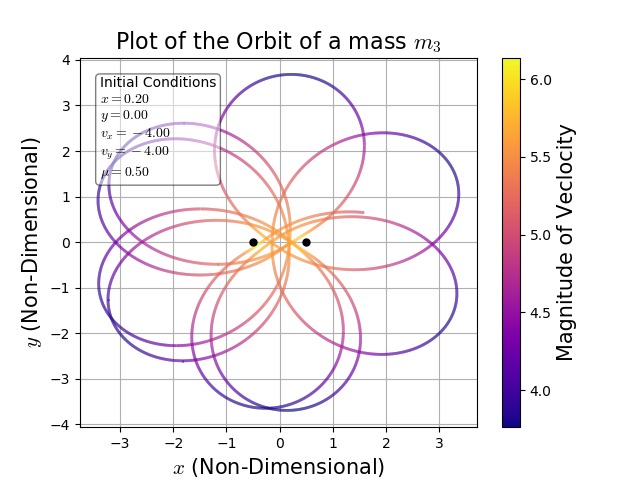 Plot of the Orbit of a mass m₃
Initial Conditions
x = 0.20
y = 0.00
vₓ = −4.00
v_y = −4.00
μ = 0.50
4
3
2
1
0
−1
−2
−3
−4
y (Non-Dimensional)
−3 −2 −1 0 1 2 3
x (Non-Dimensional)
6.0
5.5
5.0
4.5
4.0
Magnitude of Veclocity